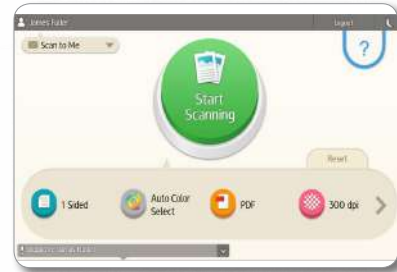 James Fuller
Logout
Scan to Me
?
Start
Scanning
Reset
1 Sided
Auto Color
Select
PDF
300 dpi